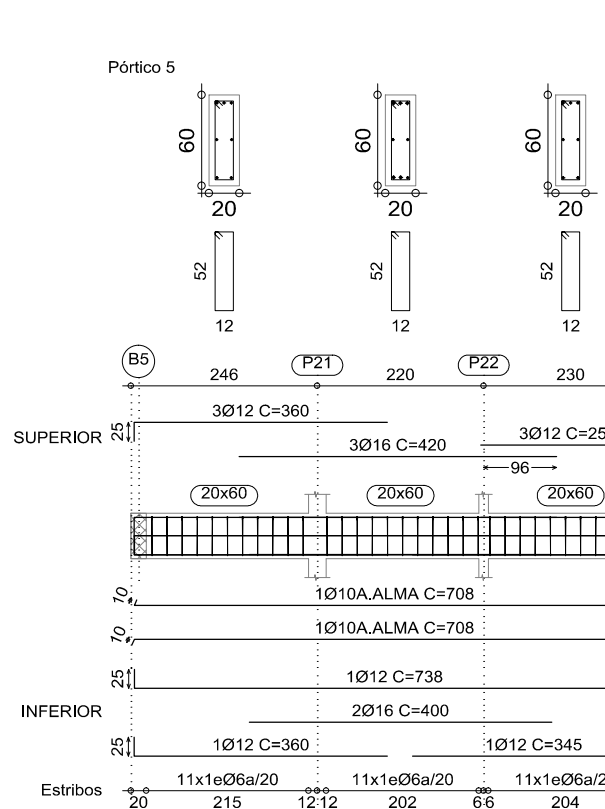 Pórtico 5
60 60 60
20 20 20
52 52 52
12 12 12
B5 P21 P22
246 220 230
3Ø12 C=360
25
SUPERIOR
3Ø12 C=25
3Ø16 C=420
96
20x60 20x60 20x60
10
1Ø10A.ALMA C=708
10
1Ø10A.ALMA C=708
25
1Ø12 C=738
INFERIOR
2Ø16 C=400
25
1Ø12 C=360 1Ø12 C=345
Estribos
11x1eØ6a/20 11x1eØ6a/20 11x1eØ6a/2
20 215 12 12 202 6 6 204